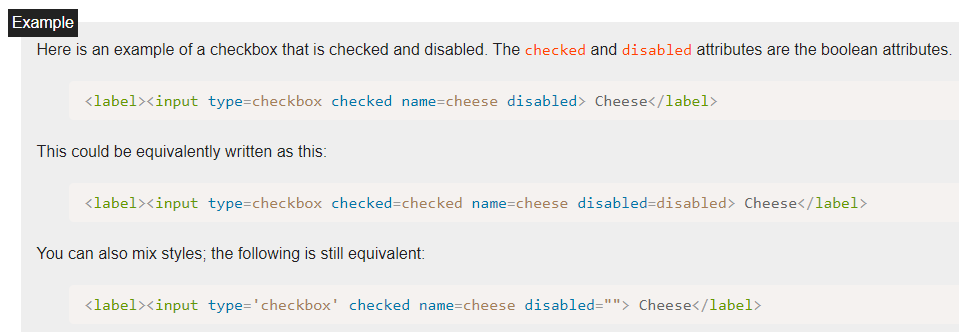 Example
Here is an example of a checkbox that is checked and disabled. The checked and disabled attributes are the boolean attributes.
<label><input type=checkbox checked name=cheese disabled> Cheese</label>
This could be equivalently written as this:
<label><input type=checkbox checked=checked name=cheese disabled=disabled> Cheese</label>
You can also mix styles; the following is still equivalent:
<label><input type='checkbox' checked name=cheese disabled=""> Cheese</label>